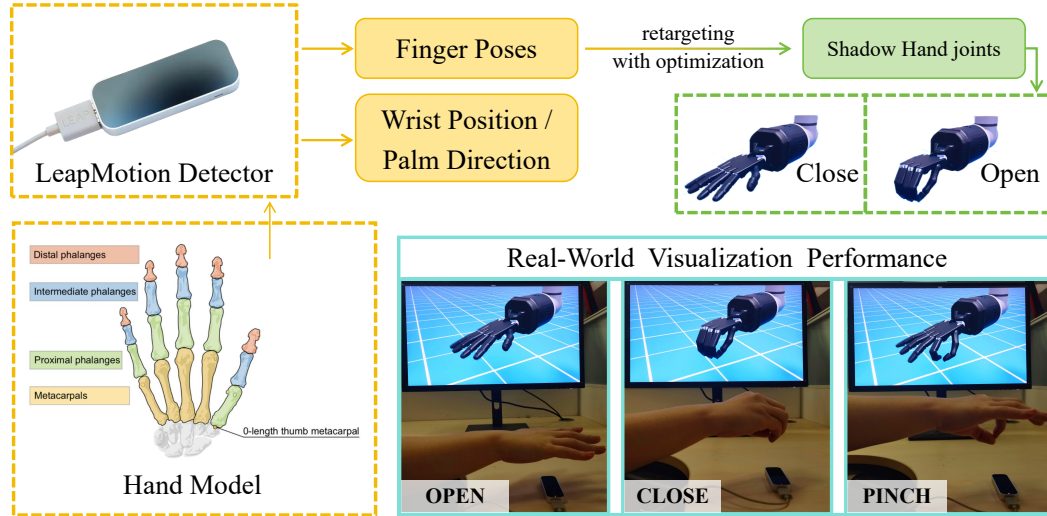 LEAP
LeapMotion Detector
Finger Poses
Wrist Position /
Palm Direction
retargeting
with optimization
Shadow Hand joints
Close
Open
Distal phalanges
Intermediate phalanges
Proximal phalanges
Metacarpals
0-length thumb metacarpal
Hand Model
Real-World Visualization Performance
OPEN
CLOSE
PINCH